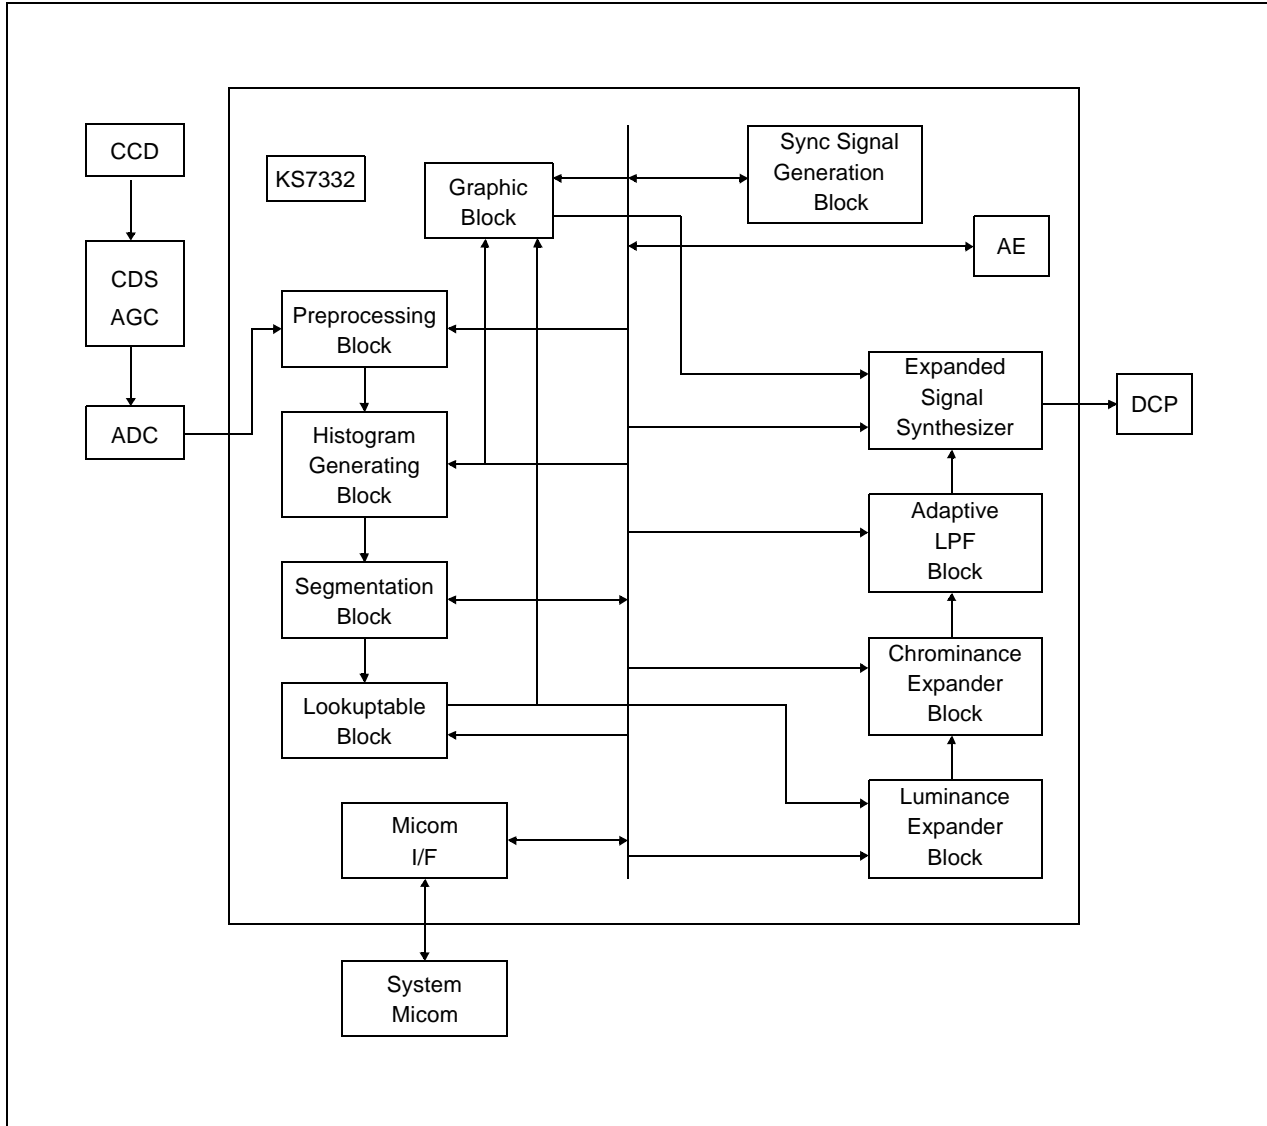 CCD
CDS
AGC
ADC
KS7332
Graphic
Block
Sync Signal
Generation
Block
AE
Preprocessing
Block
Histogram
Generating
Block
Segmentation
Block
Lookuptable
Block
Micom
I/F
System
Micom
Expanded
Signal
Synthesizer
DCP
Adaptive
LPF
Block
Chrominance
Expander
Block
Luminance
Expander
Block